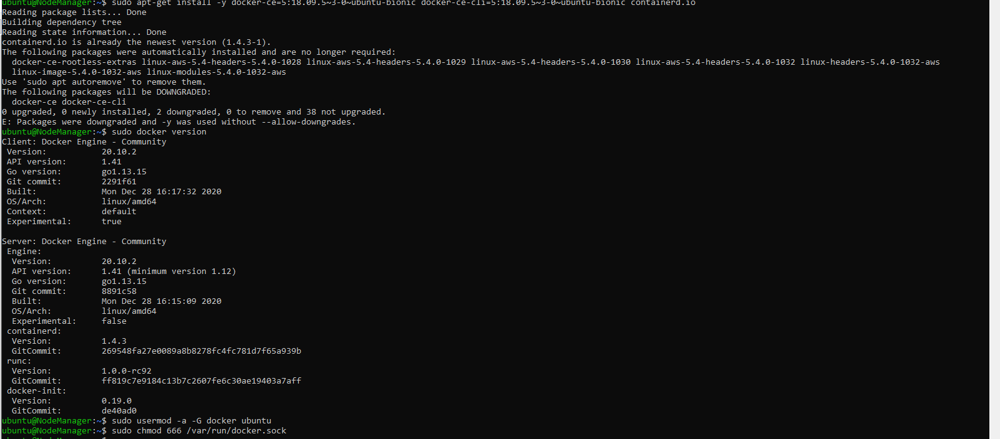 ubuntu@NodeManager:~$ sudo apt-get install -y docker-ce=5:18.09.5~3-0~ubuntu-bionic docker-ce-cli=5:18.09.5~3-0~ubuntu-bionic containerd.io
Reading package lists... Done
Building dependency tree
Reading state information... Done
containerd.io is already the newest version (1.4.3-1).
The following packages were automatically installed and are no longer required:
  docker-ce-rootless-extras linux-aws-5.4-headers-5.4.0-1028 linux-aws-5.4-headers-5.4.0-1029 linux-aws-5.4-headers-5.4.0-1030 linux-aws-5.4-headers-5.4.0-1032 linux-headers-5.4.0-1032-aws
  linux-image-5.4.0-1032-aws linux-modules-5.4.0-1032-aws
Use 'sudo apt autoremove' to remove them.
The following packages will be DOWNGRADED:
  docker-ce docker-ce-cli
0 upgraded, 0 newly installed, 2 downgraded, 0 to remove and 38 not upgraded.
E: Packages were downgraded and -y was used without --allow-downgrades.
ubuntu@NodeManager:~$ sudo docker version
Client: Docker Engine - Community
 Version:           20.10.2
 API version:       1.41
 Go version:        go1.13.15
 Git commit:        2291f61
 Built:             Mon Dec 28 16:17:32 2020
 OS/Arch:           linux/amd64
 Context:           default
 Experimental:      true
Server: Docker Engine - Community
 Engine:
  Version:          20.10.2
  API version:      1.41 (minimum version 1.12)
  Go version:       go1.13.15
  Git commit:       8891c58
  Built:            Mon Dec 28 16:15:09 2020
  OS/Arch:          linux/amd64
  Experimental:     false
 containerd:
  Version:          1.4.3
  GitCommit:        269548fa27e0089a8b8278fc4fc781d7f65a939b
 runc:
  Version:          1.0.0-rc92
  GitCommit:        ff819c7e9184c13b7c2607fe6c30ae19403a7aff
 docker-init:
  Version:          0.19.0
  GitCommit:        de40ad0
ubuntu@NodeManager:~$ sudo usermod -a -G docker ubuntu
ubuntu@NodeManager:~$ sudo chmod 666 /var/run/docker.sock